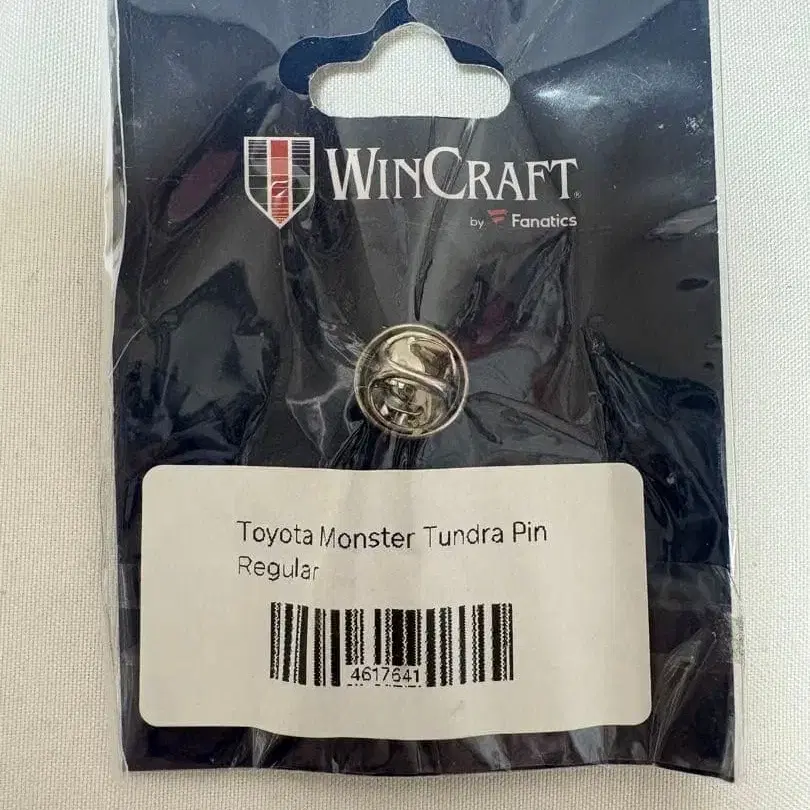 WINCRAFT®
by Fanatics
Toyota Monster Tundra Pin
Regular
4617641